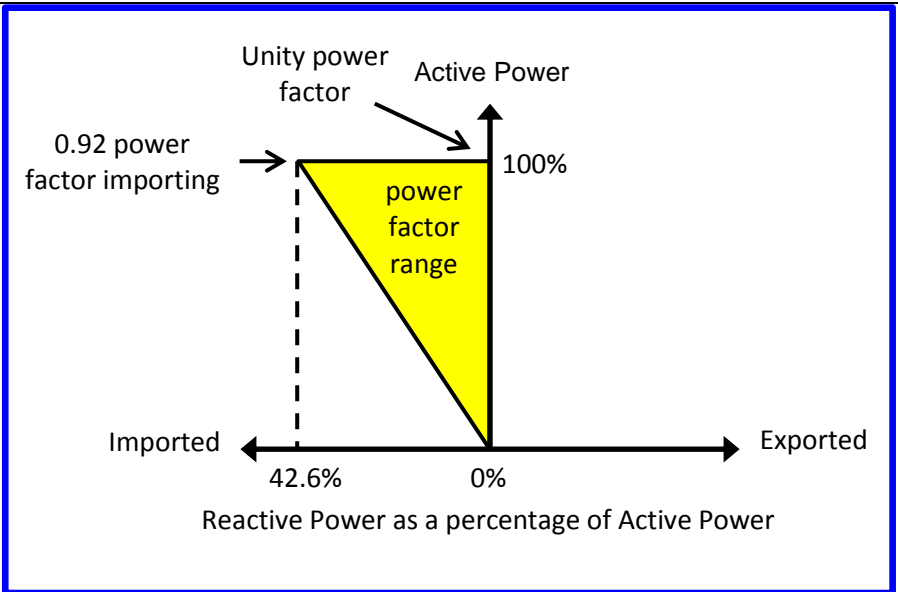 Unity power
factor
Active Power
0.92 power
factor importing
100%
power
factor
range
Imported
Exported
42.6%
0%
Reactive Power as a percentage of Active Power